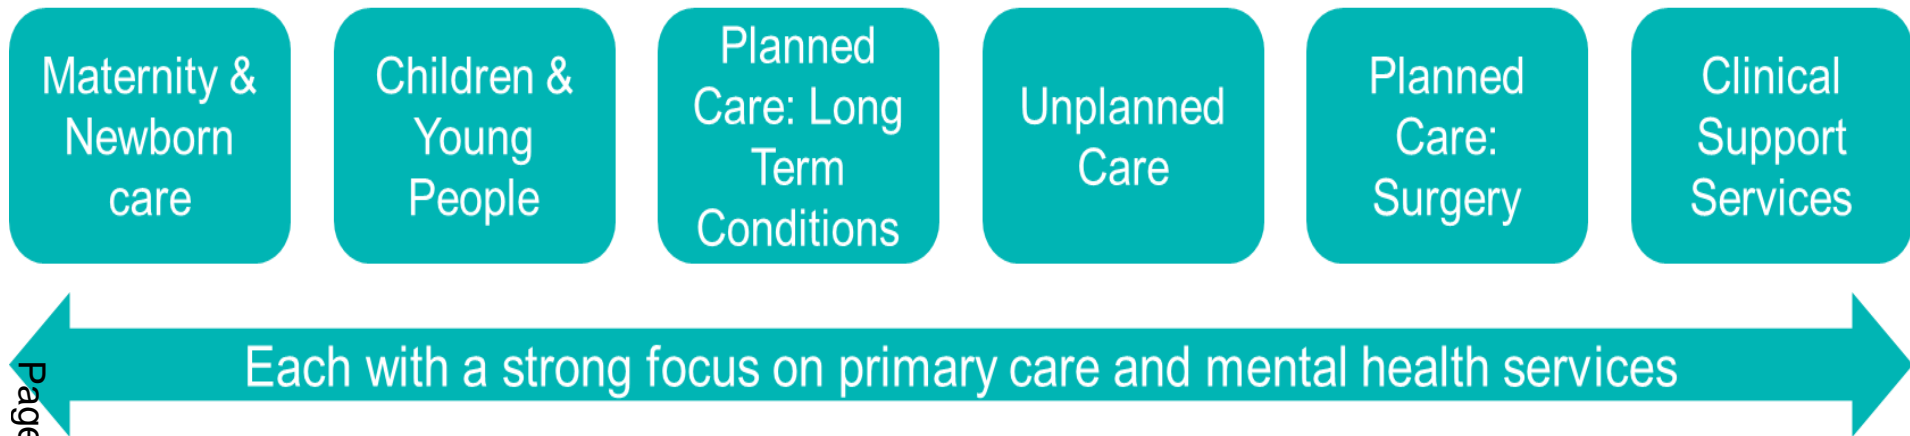 Maternity &
Newborn
care
Children &
Young
People
Planned
Care: Long
Term
Conditions
Unplanned
Care
Planned
Care:
Surgery
Clinical
Support
Services
Each with a strong focus on primary care and mental health services
Page